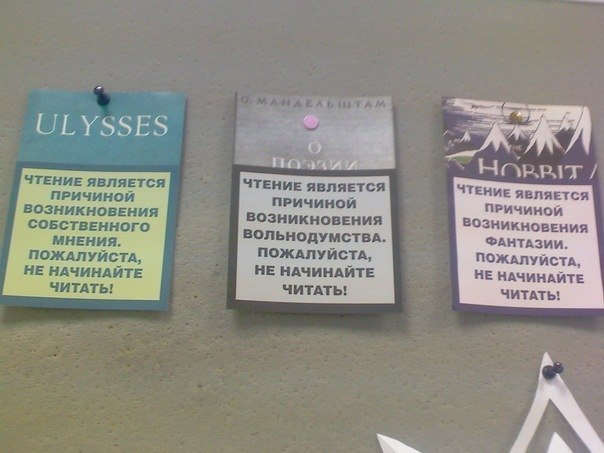 ULYSSES
ЧТЕНИЕ ЯВЛЯЕТСЯ
ПРИЧИНОЙ
ВОЗНИКНОВЕНИЯ
СОБСТВЕННОГО
МНЕНИЯ.
ПОЖАЛУЙСТА,
НЕ НАЧИНАЙТЕ
ЧИТАТЬ!
О. МАНДЕЛЬШТАМ
О
ПОЭЗИИ
ЧТЕНИЕ ЯВЛЯЕТСЯ
ПРИЧИНОЙ
ВОЗНИКНОВЕНИЯ
ВОЛЬНОДУМСТВА.
ПОЖАЛУЙСТА,
НЕ НАЧИНАЙТЕ
ЧИТАТЬ!
THE
HOBBIT
ЧТЕНИЕ ЯВЛЯЕТСЯ
ПРИЧИНОЙ
ВОЗНИКНОВЕНИЯ
ФАНТАЗИИ.
ПОЖАЛУЙСТА,
НЕ НАЧИНАЙТЕ
ЧИТАТЬ!